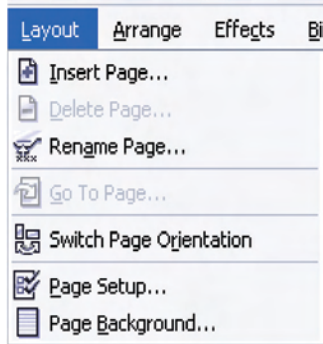 Layout Arrange Effects Bi
Insert Page...
Delete Page...
Rename Page...
Go To Page...
Switch Page Orientation
Page Setup...
Page Background...